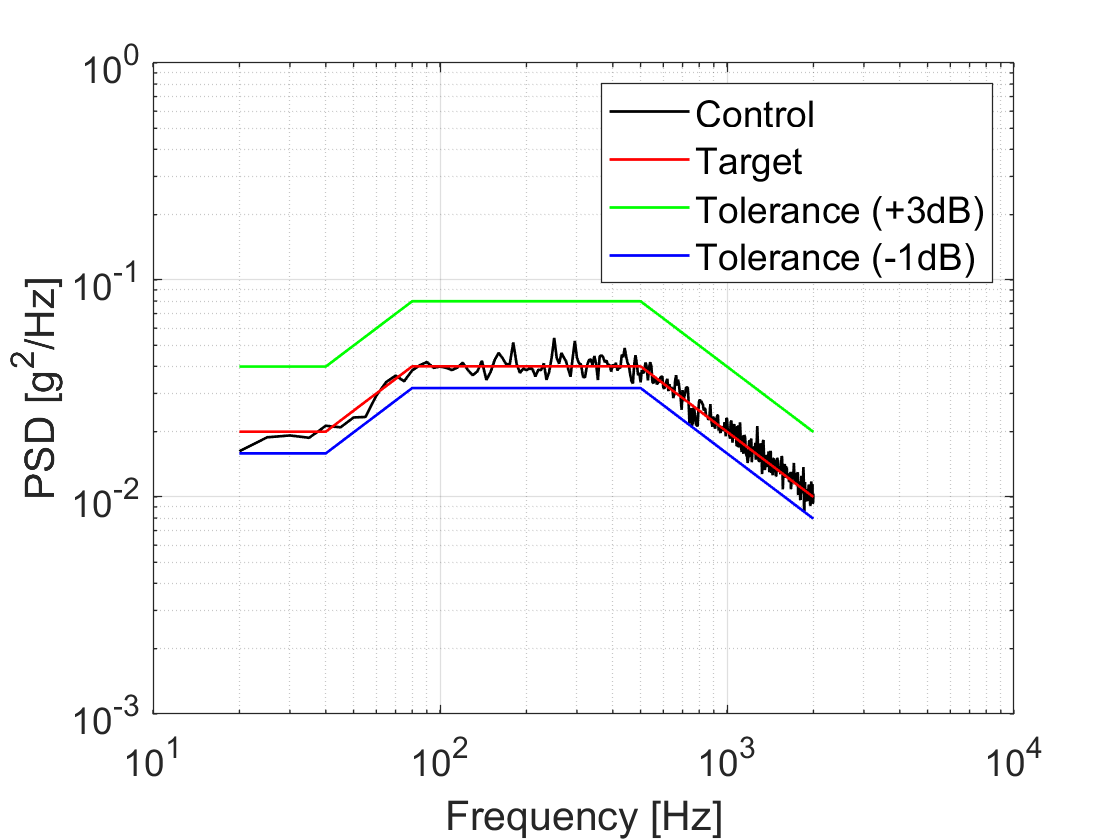 10^0
10^-1
10^-2
10^-3
PSD [g^2/Hz]
Control
Target
Tolerance (+3dB)
Tolerance (-1dB)
10^1
10^2
10^3
10^4
Frequency [Hz]